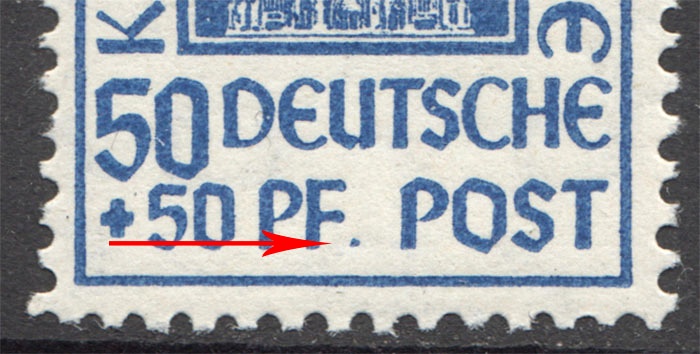 K
E
50 DEUTSCHE
+50 PF. POST